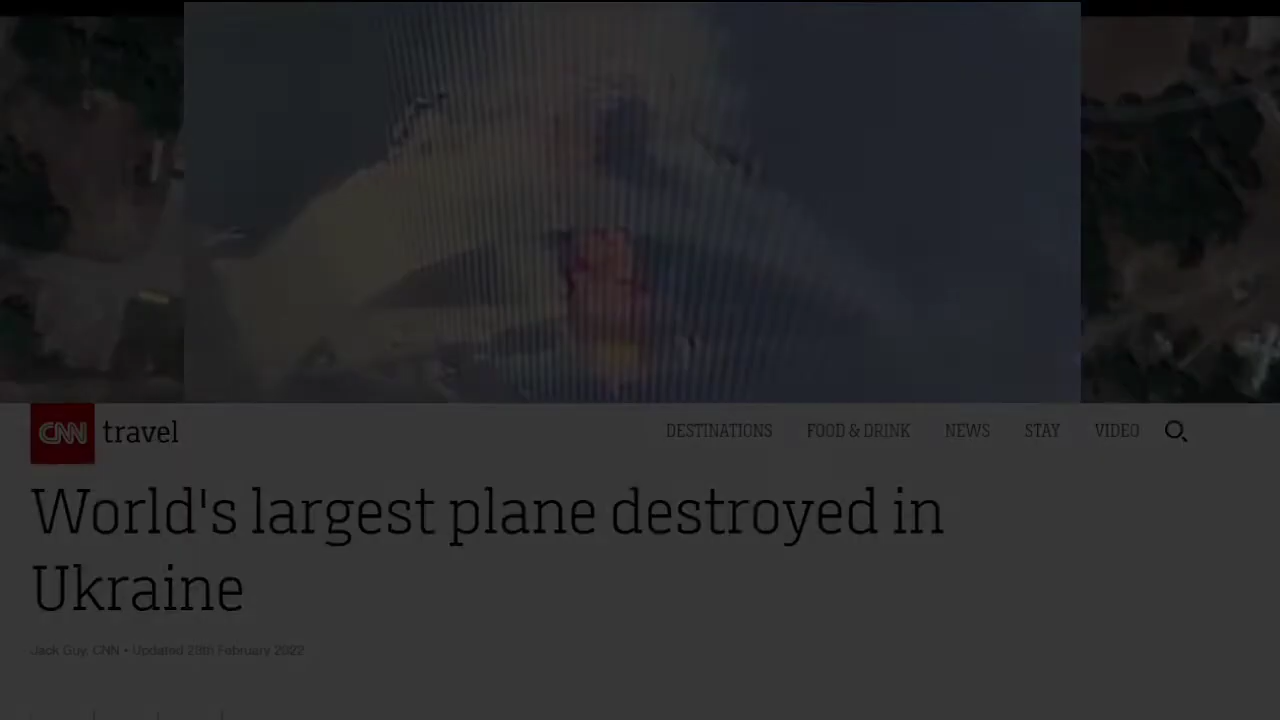 CNN travel DESTINATIONS FOOD & DRINK NEWS STAY VIDEO
World's largest plane destroyed in
Ukraine
Jack Guy, CNN • Updated 28th February 2022